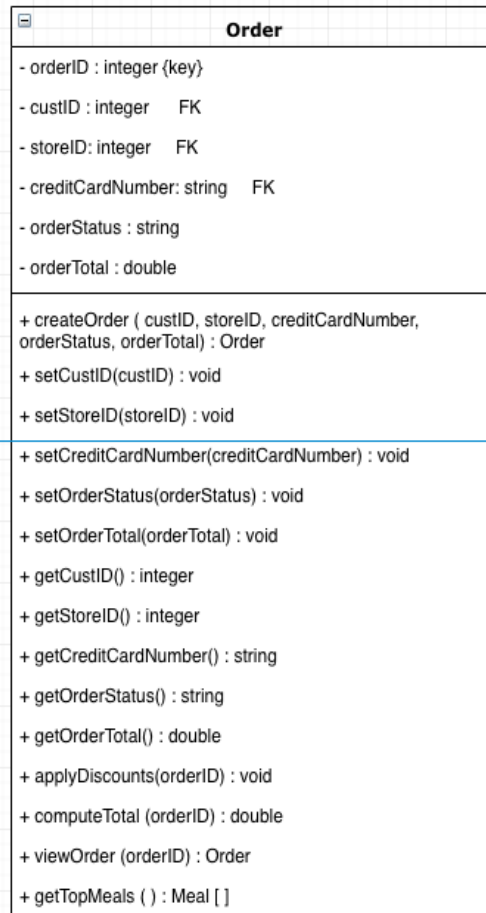 Order
- orderID : integer {key}
- custID : integer FK
- storeID: integer FK
- creditCardNumber: string FK
- orderStatus : string
- orderTotal : double
+ createOrder ( custID, storeID, creditCardNumber,
orderStatus, orderTotal) : Order
+ setCustID(custID) : void
+ setStoreID(storeID) : void
+ setCreditCardNumber(creditCardNumber) : void
+ setOrderStatus(orderStatus) : void
+ setOrderTotal(orderTotal) : void
+ getCustID() : integer
+ getStoreID() : integer
+ getCreditCardNumber() : string
+ getOrderStatus() : string
+ getOrderTotal() : double
+ applyDiscounts(orderID) : void
+ computeTotal (orderID) : double
+ viewOrder (orderID) : Order
+ getTopMeals ( ) : Meal [ ]